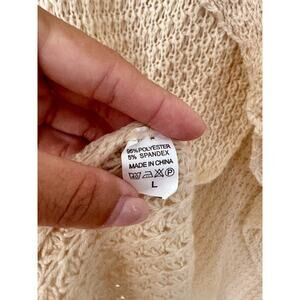 95% POLYESTER
5% SPANDEX
MADE IN CHINA
L